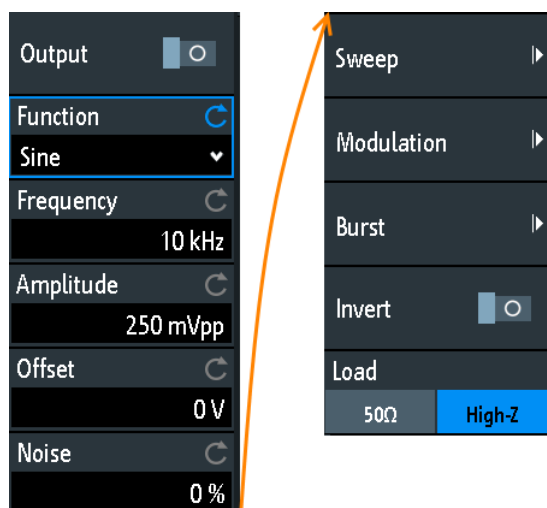 Output
Function
Sine
Frequency
10 kHz
Amplitude
250 mVpp
Offset
0 V
Noise
0 %
Sweep
Modulation
Burst
Invert
Load
50Ω High-Z